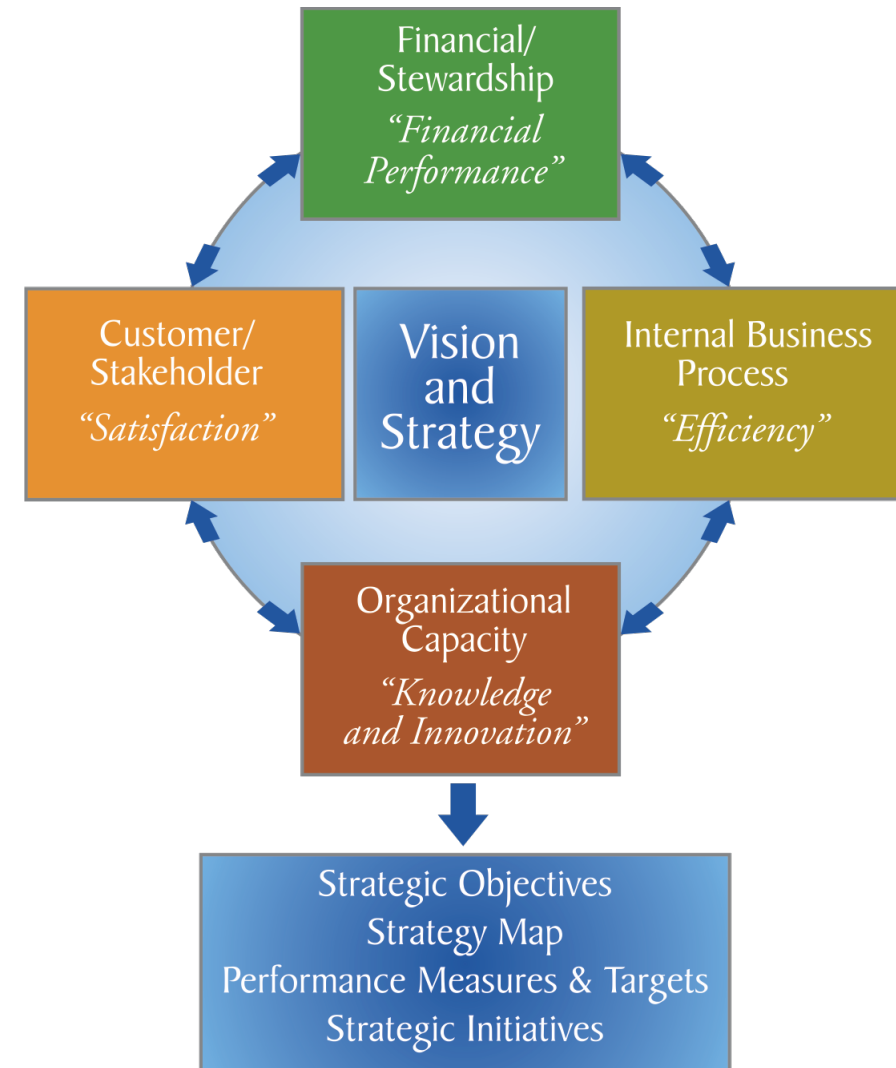 Financial/
Stewardship
“Financial
Performance”
Customer/
Stakeholder
“Satisfaction”
Vision
and
Strategy
Internal Business
Process
“Efficiency”
Organizational
Capacity
“Knowledge
and Innovation”
Strategic Objectives
Strategy Map
Performance Measures & Targets
Strategic Initiatives